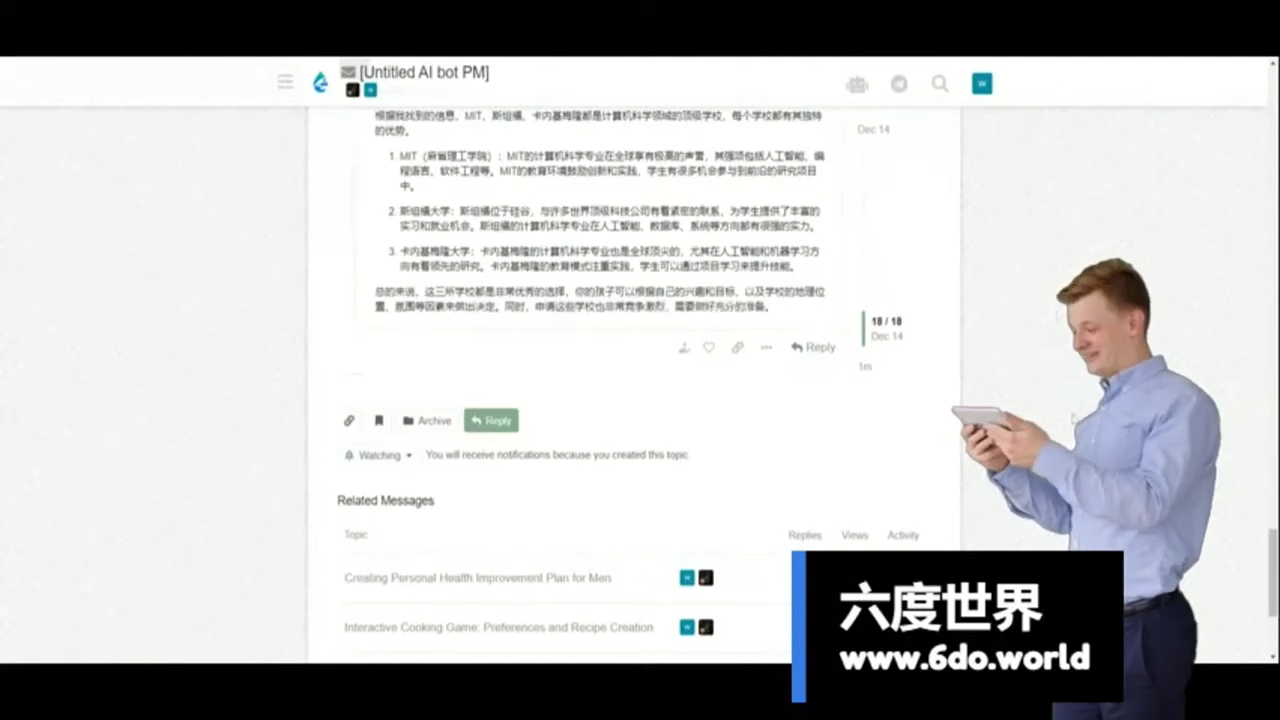 [Untitled AI bot PM]
根据我找到的信息，MIT、斯坦福、卡内基梅隆都是计算机科学领域的顶级学校，每个学校都有其独特
的优势。
Dec 14
1. MIT（麻省理工学院）：MIT的计算机科学专业在全球享有极高的声誉，其强项包括人工智能、编
程语言、软件工程等。MIT的教育环境鼓励创新和实践，学生有很多机会参与到前沿的研究项目
中。
2. 斯坦福大学：斯坦福位于硅谷，与许多世界顶级科技公司有着紧密的联系，为学生提供了丰富的
实习和就业机会。斯坦福的计算机科学专业在人工智能、数据库、系统等方向都有很强的实力。
3. 卡内基梅隆大学：卡内基梅隆的计算机科学专业也是全球顶尖的，尤其在人工智能和机器学习方
向有着领先的研究。卡内基梅隆的教育模式注重实践，学生可以通过项目学习来提升技能。
总的来说，这三所学校都是非常优秀的选择，你的孩子可以根据自己的兴趣和目标，以及学校的地理位
置、氛围等因素来做出决定。同时，申请这些学校也非常竞争激烈，需要做好充分的准备。
18 / 18
Dec 14
Reply
1m
Archive
Reply
Watching
You will receive notifications because you created this topic.
Related Messages
Topic
Replies
Views
Activity
Creating Personal Health Improvement Plan for Men
Interactive Cooking Game: Preferences and Recipe Creation
六度世界
www.6do.world